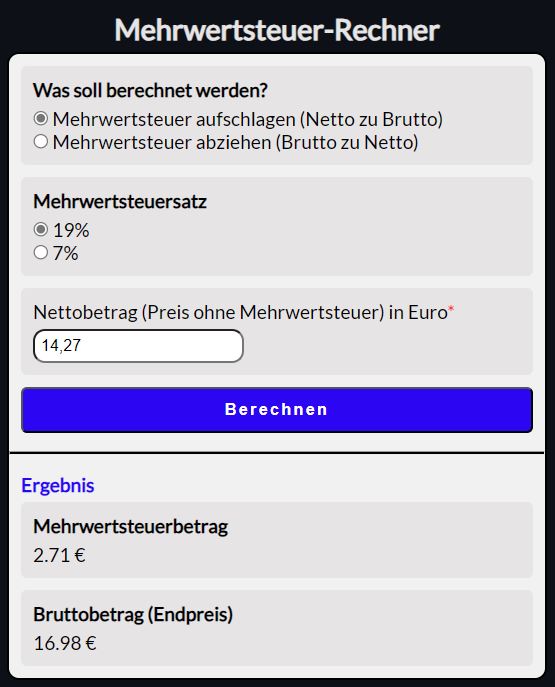 Mehrwertsteuer-Rechner
Was soll berechnet werden?
Mehrwertsteuer aufschlagen (Netto zu Brutto)
Mehrwertsteuer abziehen (Brutto zu Netto)
Mehrwertsteuersatz
19%
7%
Nettobetrag (Preis ohne Mehrwertsteuer) in Euro*
14,27
Berechnen
Ergebnis
Mehrwertsteuerbetrag
2.71 €
Bruttobetrag (Endpreis)
16.98 €